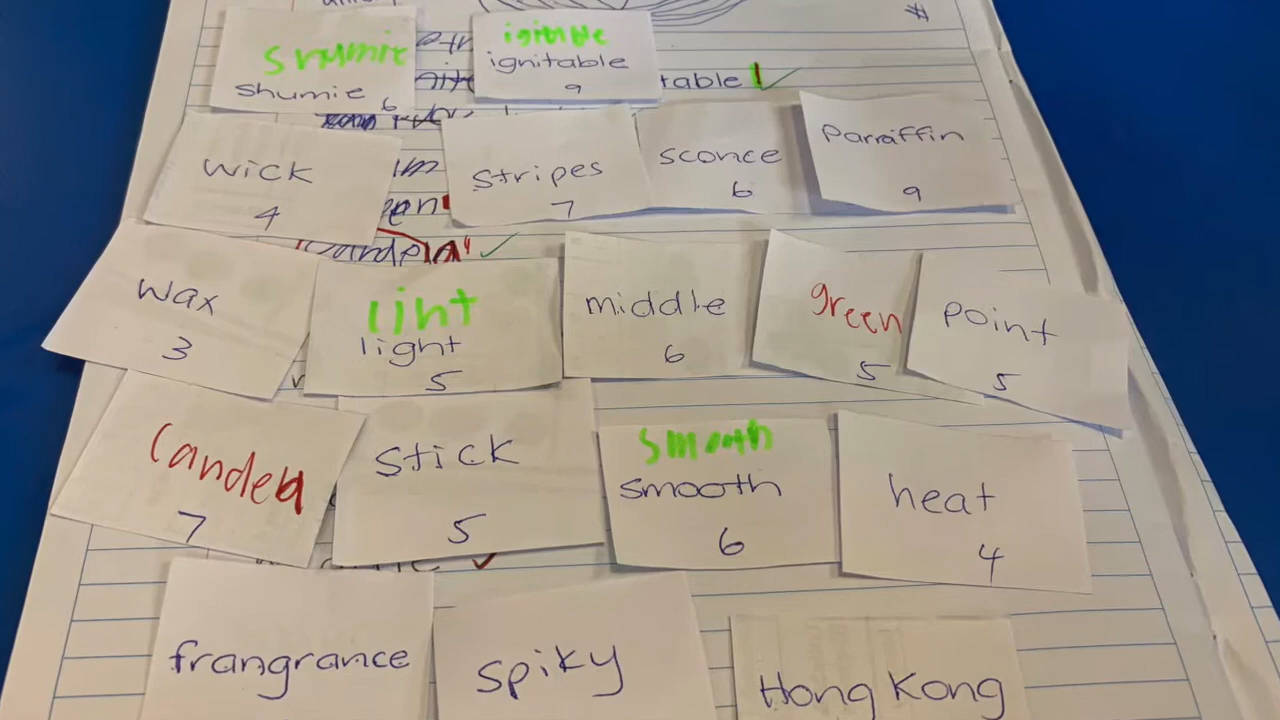 shumie
shumie
6
ignitable
ignitable
9
table!
wick
4
stripes
7
sconce
6
Parraffin
9
Candela
wax
3
light
light
5
middle
6
green
5
point
5
Candela
7
stick
5
smooth
smooth
6
heat
4
frangrance
spiky
Hong Kong